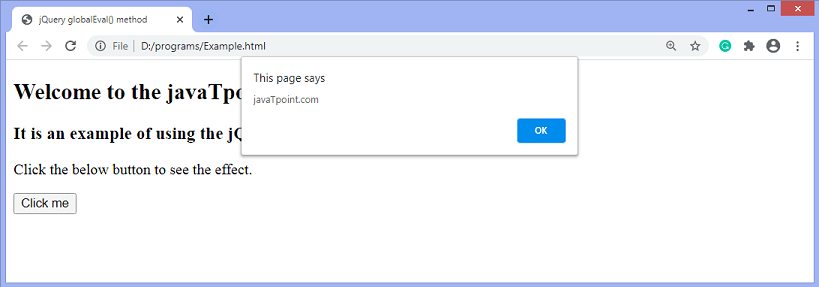 jQuery globalEval() method
File
D:/programs/Example.html
This page says
javaTpoint.com
OK
Welcome to the javaTpo
It is an example of using the jQ
Click the below button to see the effect.
Click me